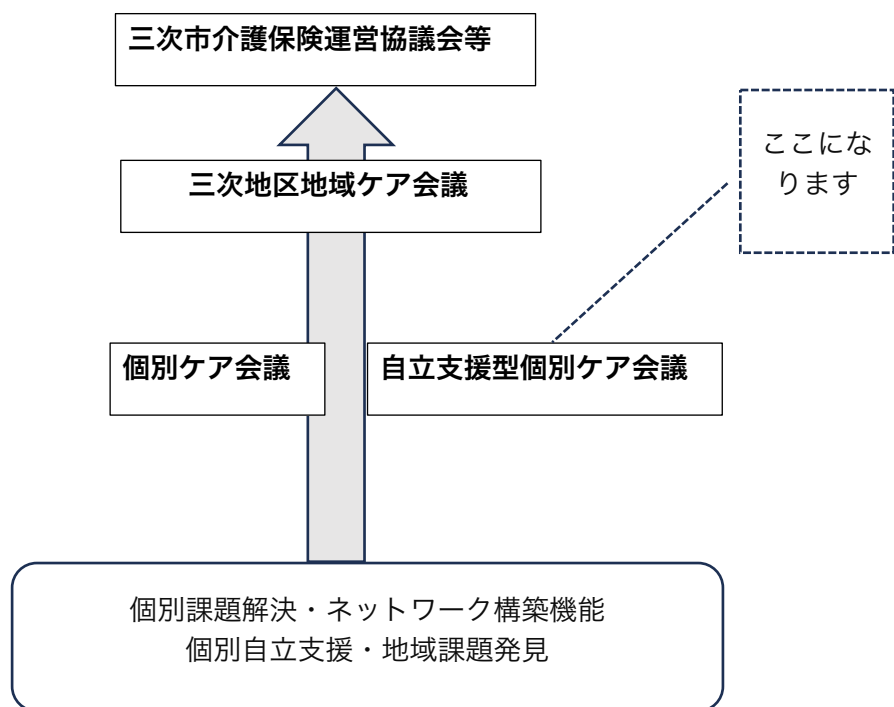 三次市介護保険運営協議会等
三次地区地域ケア会議
ここにな
ります
個別ケア会議
自立支援型個別ケア会議
個別課題解決・ネットワーク構築機能
個別自立支援・地域課題発見